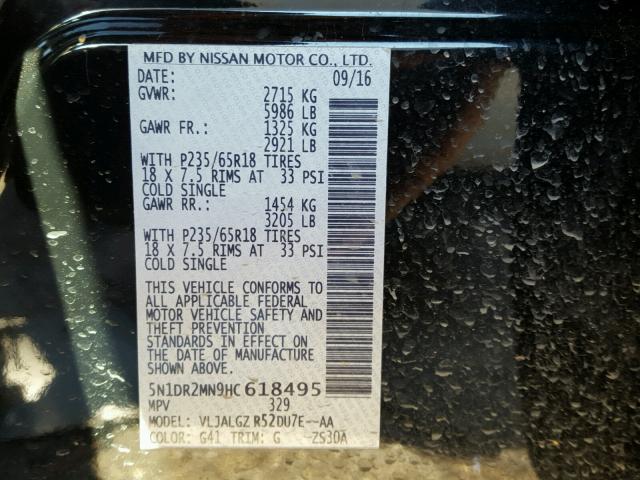 MFD BY NISSAN MOTOR CO., LTD.
DATE: 09/16
GVWR: 2715 KG
5986 LB
GAWR FR.: 1325 KG
2921 LB
WITH P235/65R18 TIRES
18 X 7.5 RIMS AT 33 PSI
COLD SINGLE
GAWR RR.: 1454 KG
3205 LB
WITH P235/65R18 TIRES
18 X 7.5 RIMS AT 33 PSI
COLD SINGLE
THIS VEHICLE CONFORMS TO
ALL APPLICABLE FEDERAL
MOTOR VEHICLE SAFETY AND
THEFT PREVENTION
STANDARDS IN EFFECT ON
THE DATE OF MANUFACTURE
SHOWN ABOVE.
5N1DR2MN9HC618495
MPV 329
MODEL: VLJALGZ R52DU7E--AA
COLOR: G41 TRIM: G -ZS30A